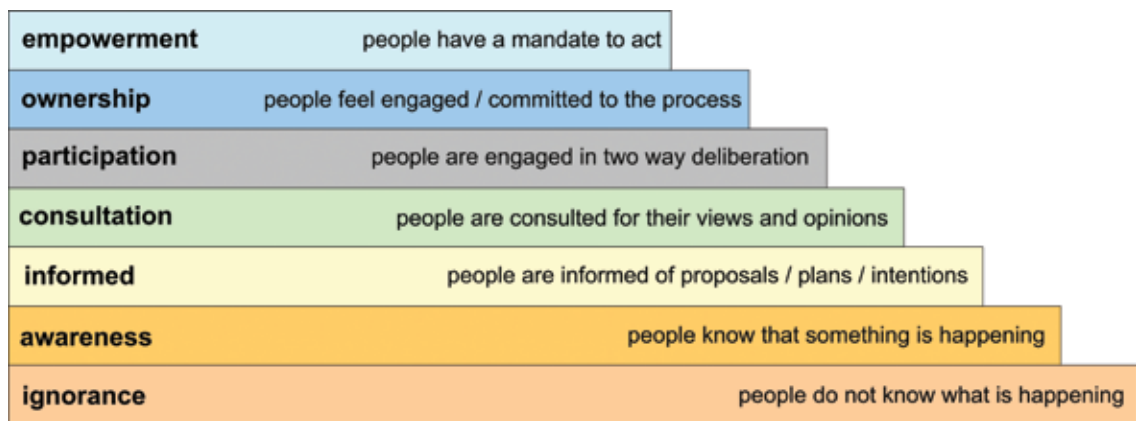 empowerment people have a mandate to act
ownership people feel engaged / committed to the process
participation people are engaged in two way deliberation
consultation people are consulted for their views and opinions
informed people are informed of proposals / plans / intentions
awareness people know that something is happening
ignorance people do not know what is happening